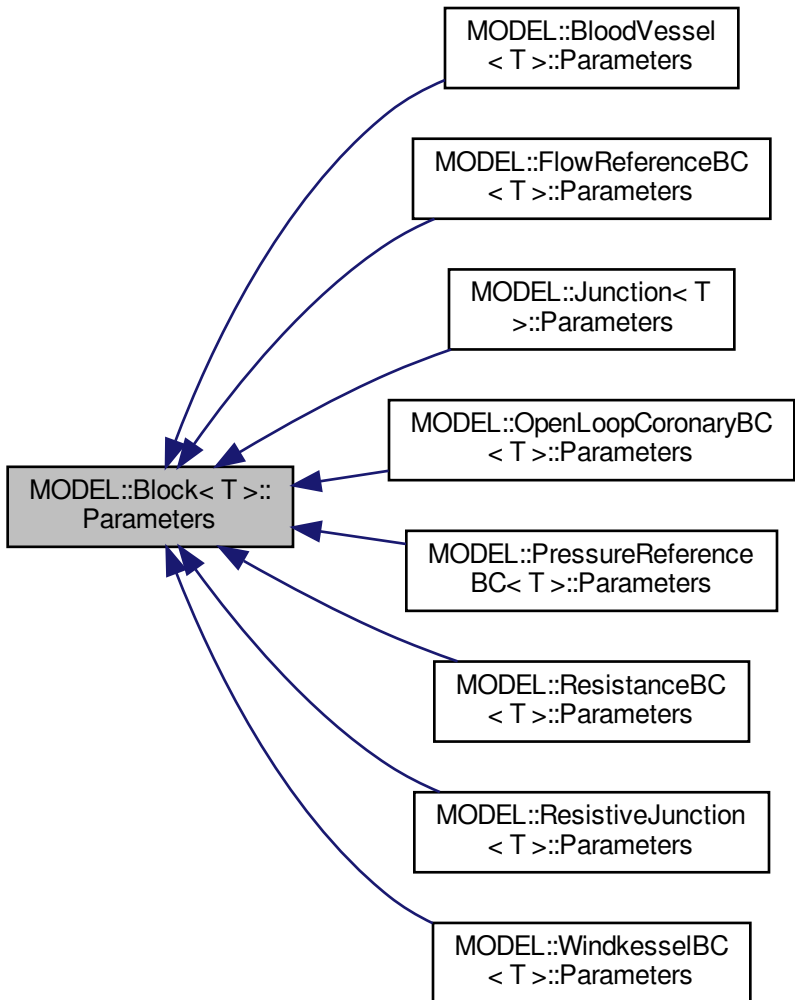 MODEL::BloodVessel
< T >::Parameters
MODEL::FlowReferenceBC
< T >::Parameters
MODEL::Junction< T
>::Parameters
MODEL::OpenLoopCoronaryBC
< T >::Parameters
MODEL::Block< T >::
Parameters
MODEL::PressureReference
BC< T >::Parameters
MODEL::ResistanceBC
< T >::Parameters
MODEL::ResistiveJunction
< T >::Parameters
MODEL::WindkesselBC
< T >::Parameters